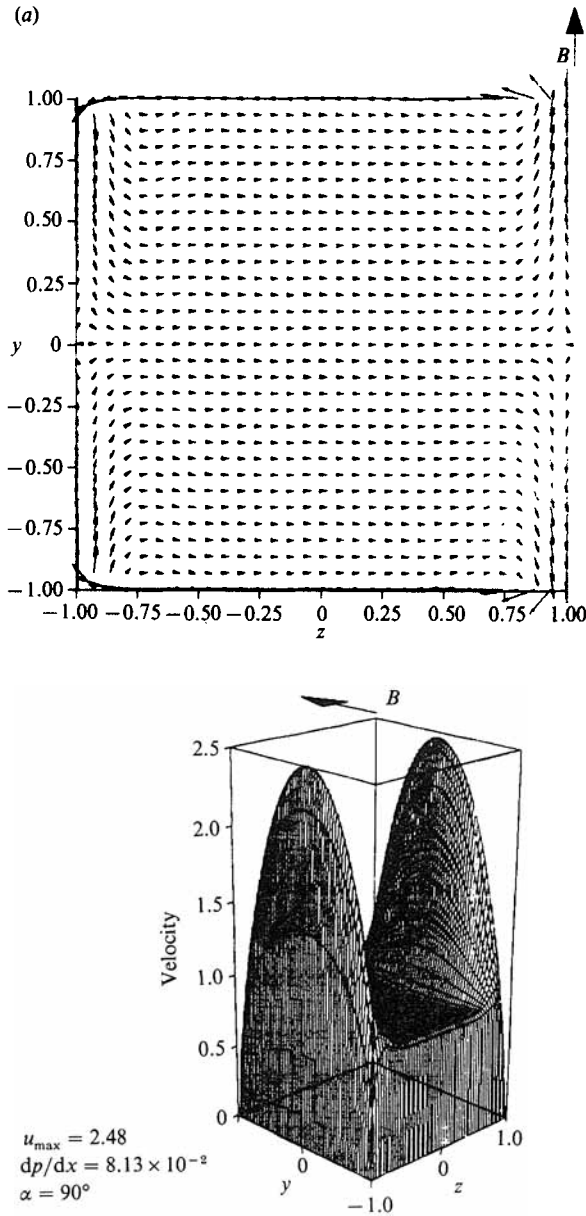 (a)
B
1.00
0.75
0.50
0.25
y 0
−0.25
−0.50
−0.75
−1.00
−1.00 −0.75 −0.50 −0.25 0 0.25 0.50 0.75 1.00
z
B
2.5
2.0
1.5
Velocity
1.0
0.5
0
1.0
0
z
y
0
−1.0
u_max = 2.48
dp/dx = 8.13 × 10⁻²
α = 90°